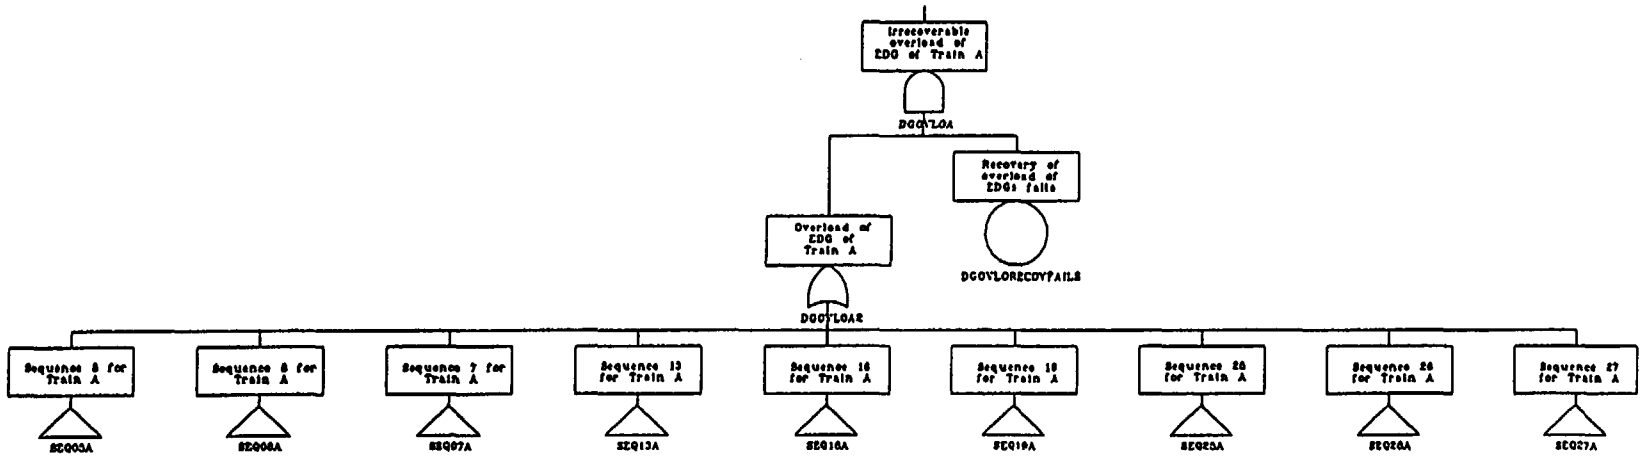 Irrecoverable
overload of
EDG of Train A
DGOVLOA
Recovery of
overload of
EDGs fails
DGOVLORECOVFAILS
Overload of
EDG of
Train A
DGOVLOA2
Sequence 5 for
Train A
SEQ05A
Sequence 6 for
Train A
SEQ06A
Sequence 7 for
Train A
SEQ07A
Sequence 13
for Train A
SEQ13A
Sequence
for Train A
Sequence 19
for Train A
SEQ19A
Sequence 25
for Train A
SEQ25A
Sequence 26
for Train A
SEQ26A
Sequence 27
for Train A
SEQ27A